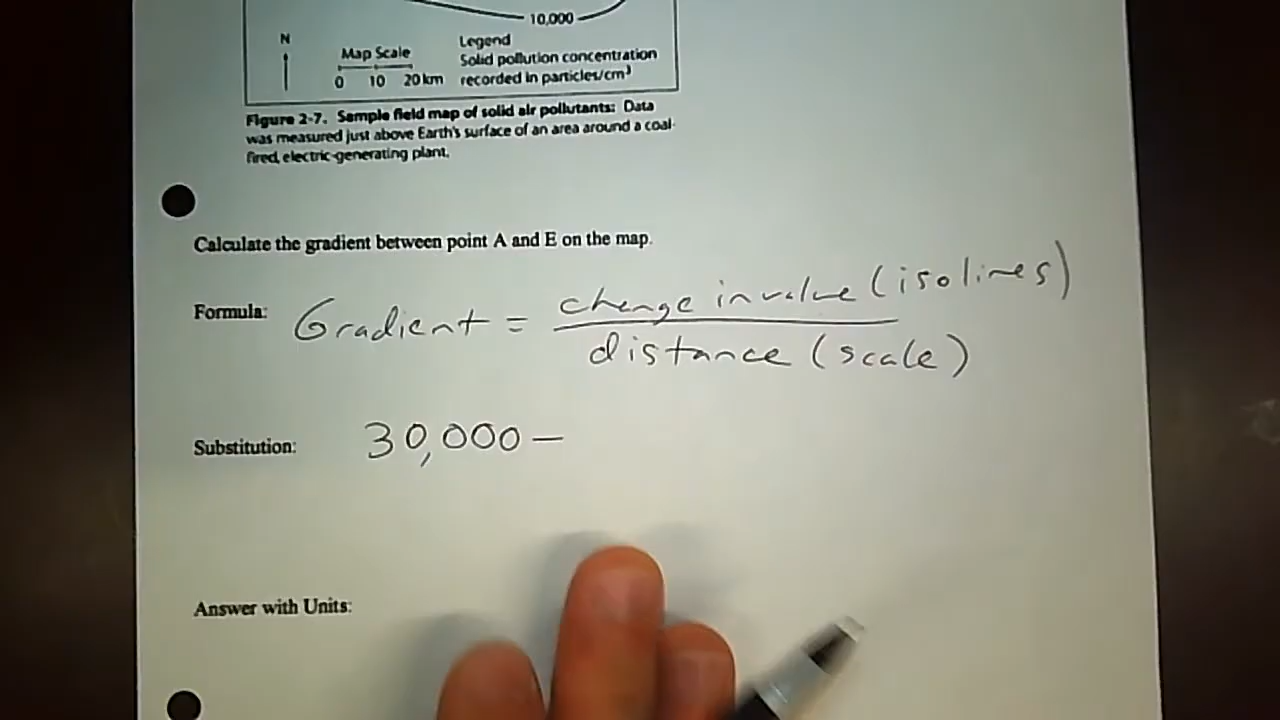 10,000
N
Map Scale
0 10 20 km
Legend
Solid pollution concentration
recorded in particles/cm³
Figure 2-7. Sample field map of solid air pollutants: Data
was measured just above Earth's surface of an area around a coal-
fired, electric-generating plant.
Calculate the gradient between point A and E on the map.
Formula: Gradient = change in value (isolines)
distance (scale)
Substitution: 30,000 –
Answer with Units: